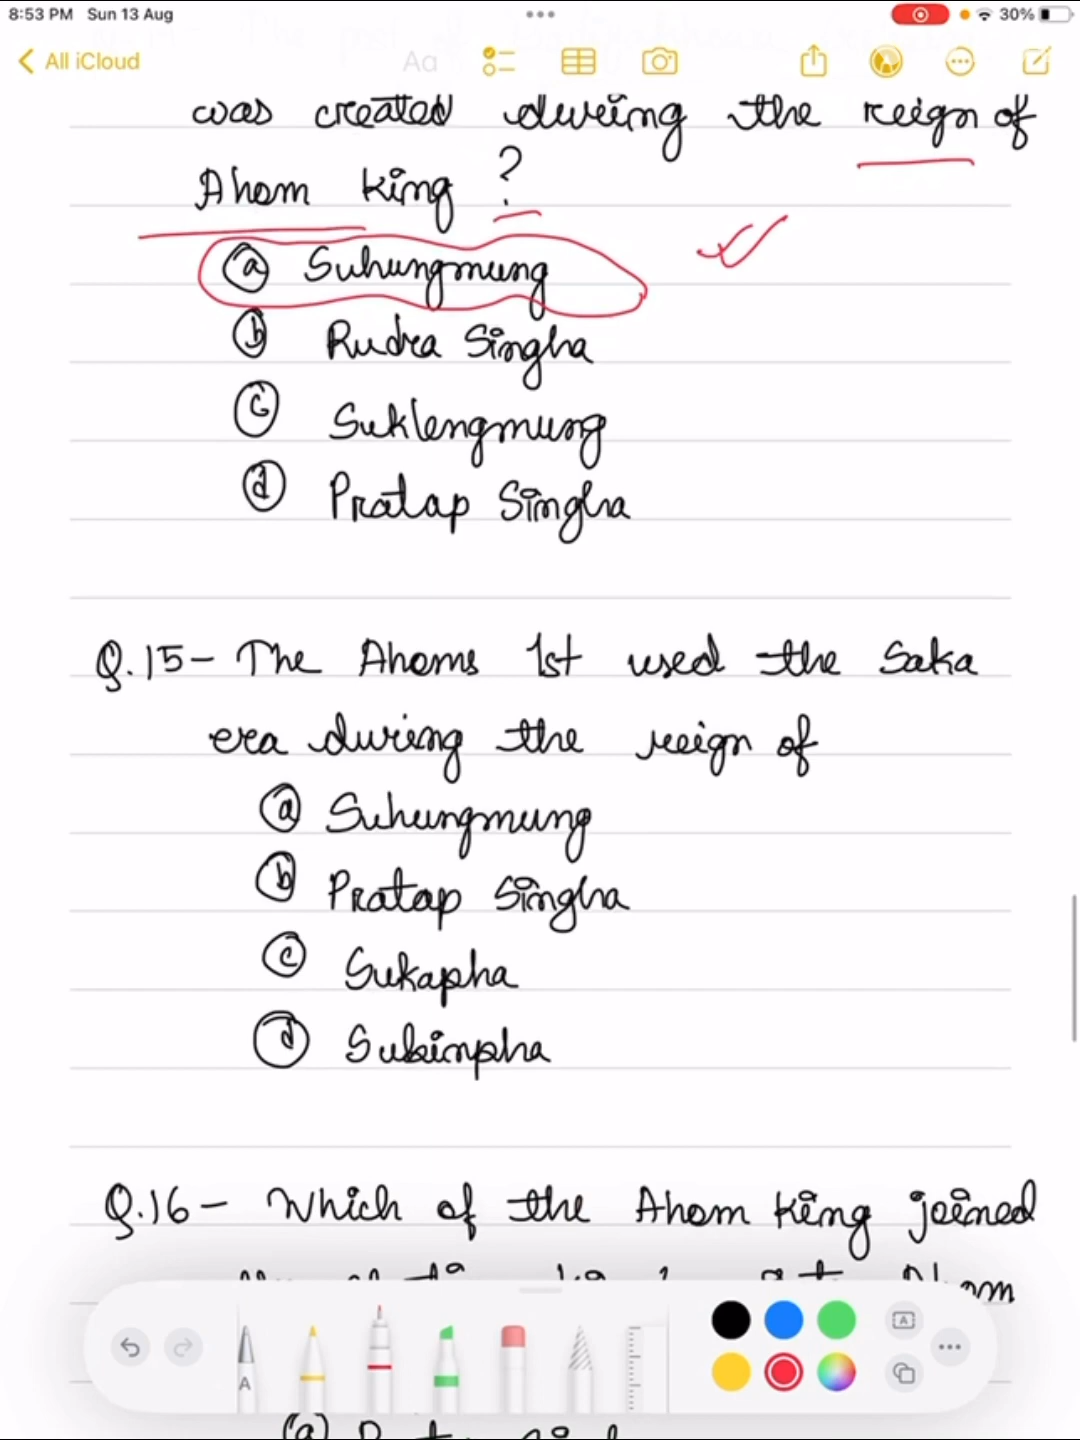 8:53 PM Sun 13 Aug
30%
All iCloud
Aa
was created during the reign of
Ahom King ?
(a) Suhungmung
(b) Rudra Singha
(c) Suklengmung
(d) Pratap Singha
Q.15- The Ahoms 1st used the Saka
era during the reign of
(a) Suhungmung
(b) Pratap Singha
(c) Sukapha
(d) Subinpha
Q.16- Which of the Ahom King joined
A
A